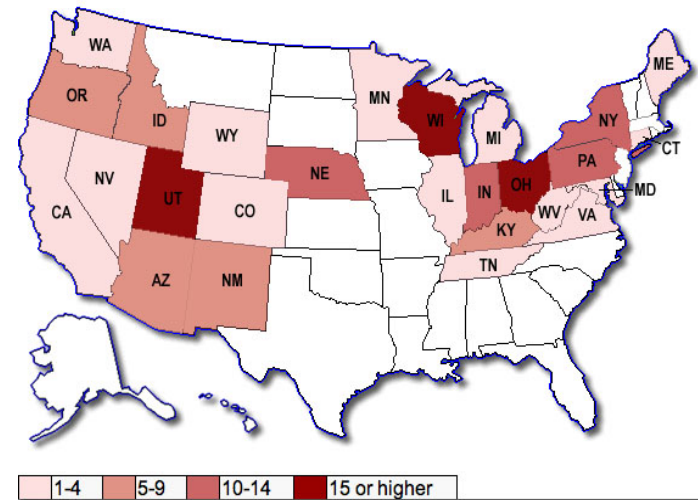 WA
ME
OR
MN
ID
WI
NY
WY
MI
CT
NV
NE
PA
UT
IL
IN
OH
MD
CA
CO
WV
VA
KY
AZ
NM
TN
1-4
5-9
10-14
15 or higher